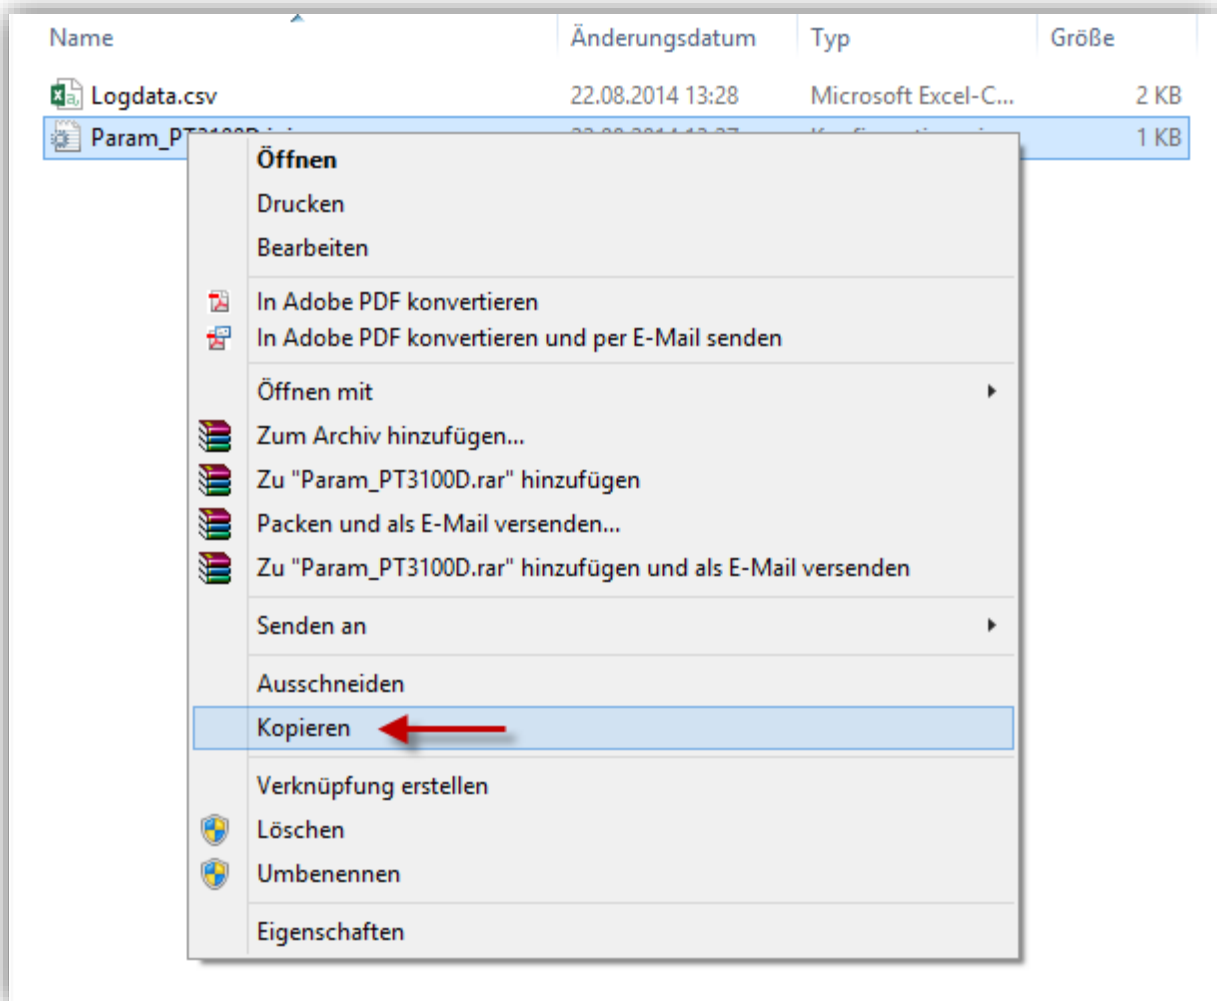 Name Änderungsdatum Typ Größe
Logdata.csv 22.08.2014 13:28 Microsoft Excel-C... 2 KB
Param_PT3100D.ini 1 KB
Öffnen
Drucken
Bearbeiten
In Adobe PDF konvertieren
In Adobe PDF konvertieren und per E-Mail senden
Öffnen mit
Zum Archiv hinzufügen...
Zu "Param_PT3100D.rar" hinzufügen
Packen und als E-Mail versenden...
Zu "Param_PT3100D.rar" hinzufügen und als E-Mail versenden
Senden an
Ausschneiden
Kopieren
Verknüpfung erstellen
Löschen
Umbenennen
Eigenschaften